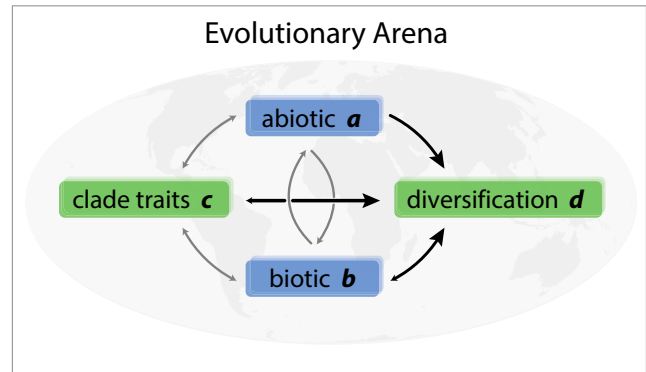 Evolutionary Arena
abiotic a
clade traits c
diversification d
biotic b